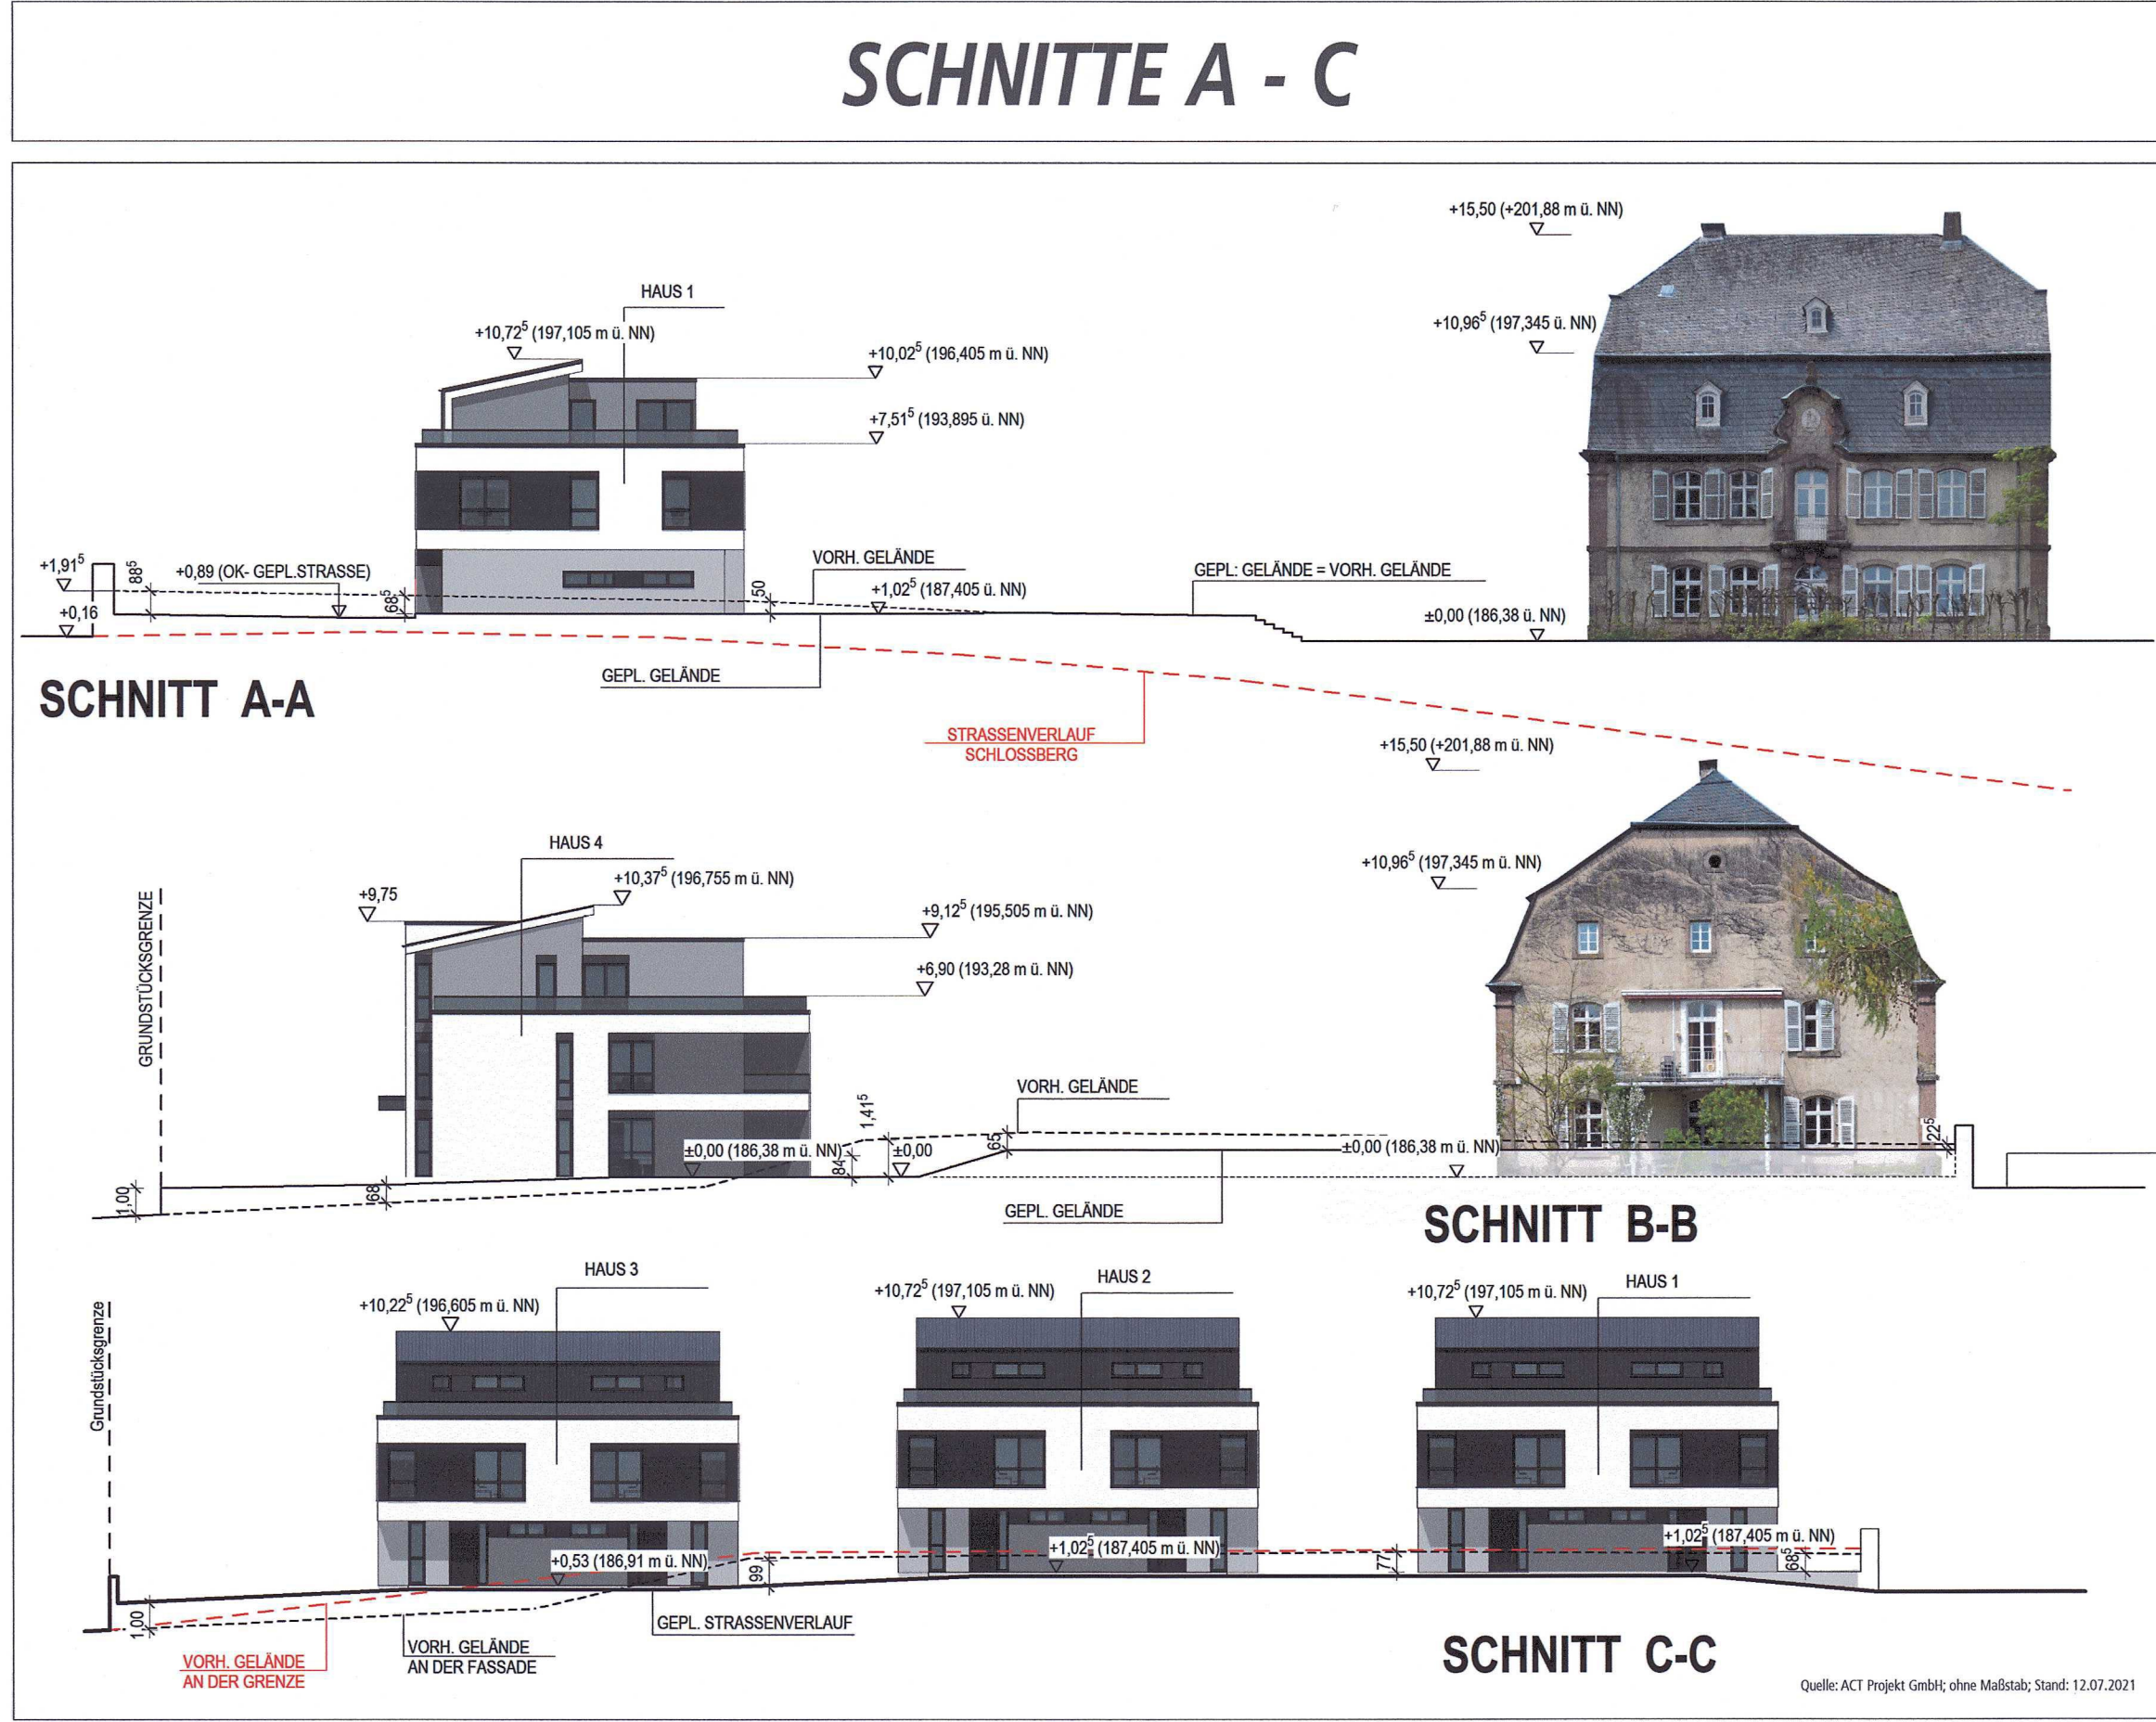 SCHNITTE A - C
+15,50 (+201,88 m ü. NN)
HAUS 1
+10,72⁵ (197,105 m ü. NN)
+10,96⁵ (197,345 ü. NN)
+10,02⁵ (196,405 m ü. NN)
+7,51⁵ (193,895 ü. NN)
+1,91⁵
88⁵
+0,89 (OK- GEPL.STRASSE)
68⁵
50
VORH. GELÄNDE
+1,02⁵ (187,405 ü. NN)
GEPL: GELÄNDE = VORH. GELÄNDE
+0,16
±0,00 (186,38 ü. NN)
GEPL. GELÄNDE
SCHNITT A-A
STRASSENVERLAUF
SCHLOSSBERG
+15,50 (+201,88 m ü. NN)
HAUS 4
+10,96⁵ (197,345 m ü. NN)
+10,37⁵ (196,755 m ü. NN)
+9,75
GRUNDSTÜCKSGRENZE
+9,12⁵ (195,505 m ü. NN)
+6,90 (193,28 m ü. NN)
VORH. GELÄNDE
1,41⁵
65
22⁵
±0,00 (186,38 m ü. NN)
84
±0,00
±0,00 (186,38 m ü. NN)
1,00
68
GEPL. GELÄNDE
SCHNITT B-B
HAUS 3
HAUS 2
HAUS 1
+10,22⁵ (196,605 m ü. NN)
+10,72⁵ (197,105 m ü. NN)
+10,72⁵ (197,105 m ü. NN)
Grundstücksgrenze
+0,53 (186,91 m ü. NN)
99
+1,02⁵ (187,405 m ü. NN)
77
+1,02⁵ (187,405 m ü. NN)
68⁵
1,00
GEPL. STRASSENVERLAUF
VORH. GELÄNDE
AN DER FASSADE
VORH. GELÄNDE
AN DER GRENZE
SCHNITT C-C
Quelle: ACT Projekt GmbH; ohne Maßstab; Stand: 12.07.2021